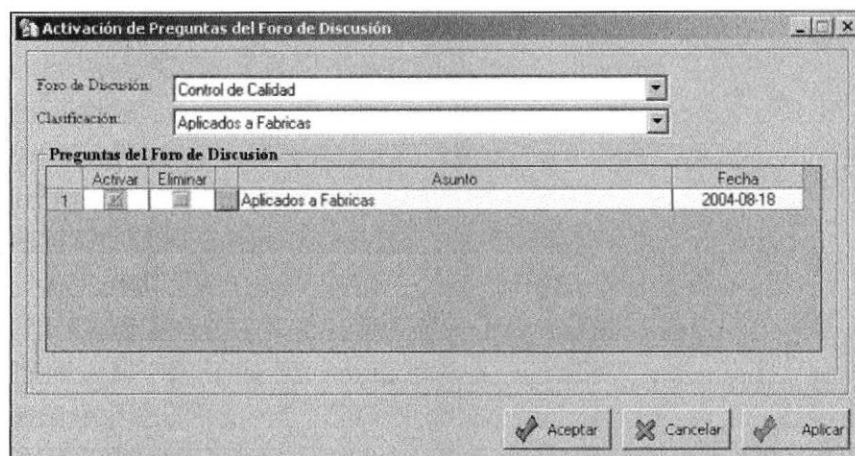 Activación de Preguntas del Foro de Discusión
Foro de Discusión: Control de Calidad
Clasificación: Aplicados a Fabricas
Preguntas del Foro de Discusión
Activar Eliminar Asunto Fecha
1 Aplicados a Fabricas 2004-08-18
Aceptar Cancelar Aplicar